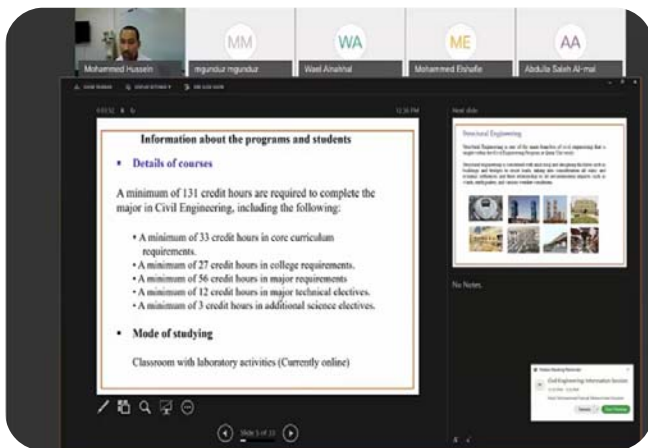 MM
WA
ME
AA
Mohammed Hussein
mgundur mgundur
Wael Alnahhal
Mohammed Elshafie
Abdulla Saleh Al-mal
12:36 PM
Next slide
Information about the programs and students
Details of courses
A minimum of 131 credit hours are required to complete the
major in Civil Engineering, including the following:
• A minimum of 33 credit hours in core curriculum
requirements.
• A minimum of 27 credit hours in college requirements.
• A minimum of 56 credit hours in major requirements
• A minimum of 12 credit hours in major technical electives.
• A minimum of 3 credit hours in additional science electives.
• Mode of studying
Classroom with laboratory activities (Currently online)
Structural Engineering
No Notes.
Civil Engineering Information Session